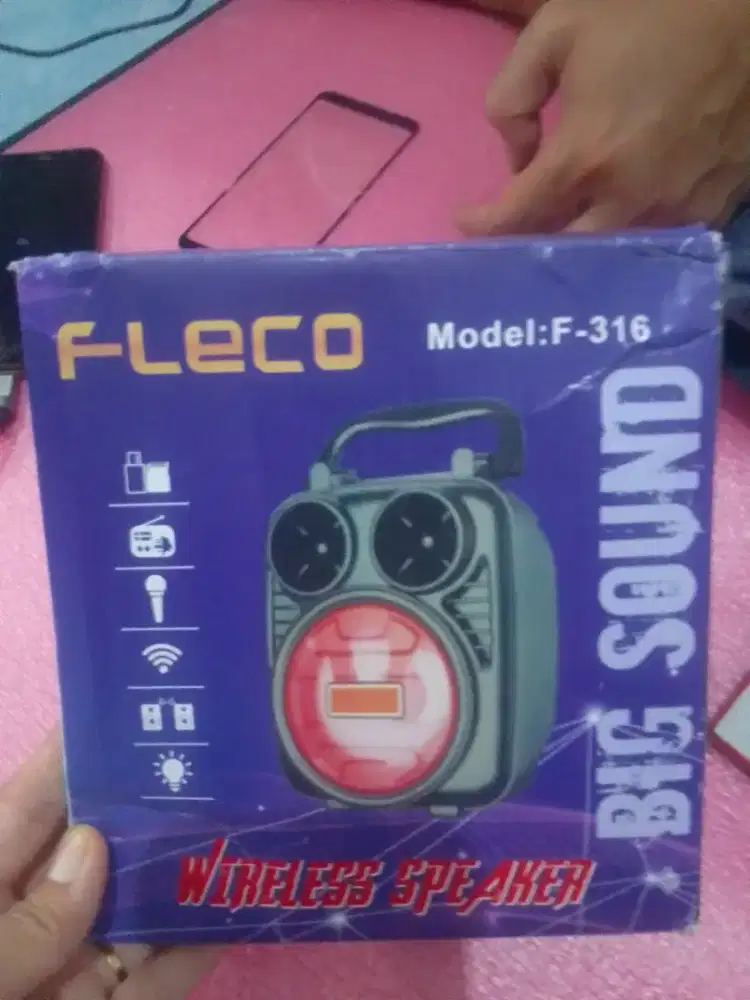 FLeCO
Model:F-316
BIG SOUND
WIRELESS SPEAKER